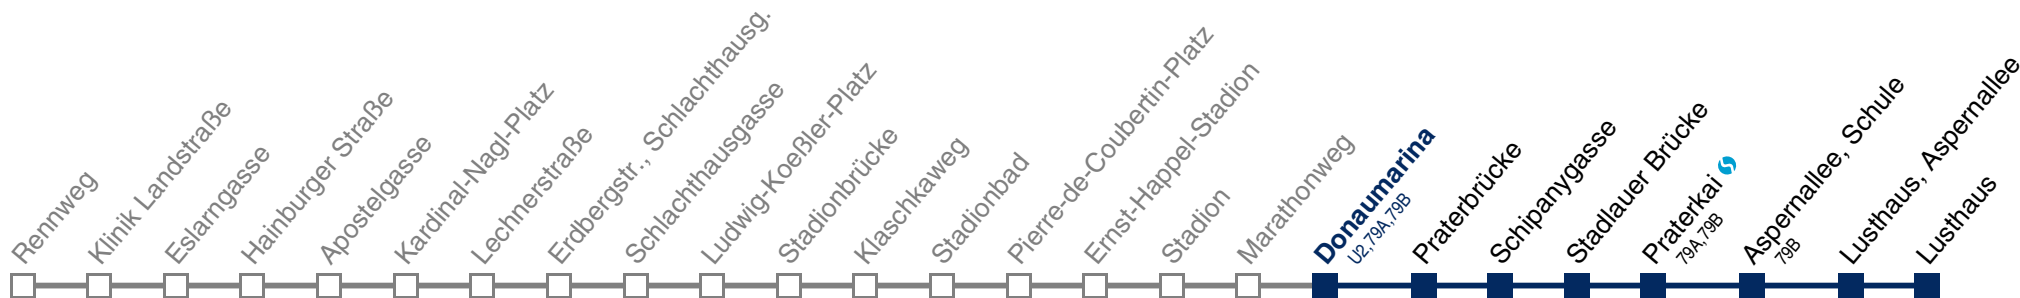 Rennweg
Klinik Landstraße
Eslarngasse
Hainburger Straße
Apostelgasse
Kardinal-Nagl-Platz
Lechnerstraße
Erdbergstr., Schlachthausg.
Schlachthausgasse
Ludwig-Koeßler-Platz
Stadionbrücke
Klaschkaweg
Stadionbad
Pierre-de-Coubertin-Platz
Ernst-Happel-Stadion
Stadion
Marathonweg
Donaumarina
U2,79A,79B
Praterbrücke
Schipanygasse
Stadlauer Brücke
Praterkai
79A,79B
Aspernallee, Schule
79B
Lusthaus, Aspernallee
Lusthaus